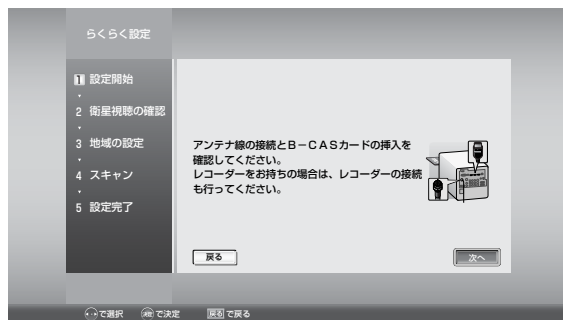 らくらく設定
1 設定開始
2 衛星視聴の確認
3 地域の設定
4 スキャン
5 設定完了
アンテナ線の接続とB－CASカードの挿入を
確認してください。
レコーダーをお持ちの場合は、レコーダーの接続
も行ってください。
戻る
次へ
で選択 決定 で決定 戻る で戻る